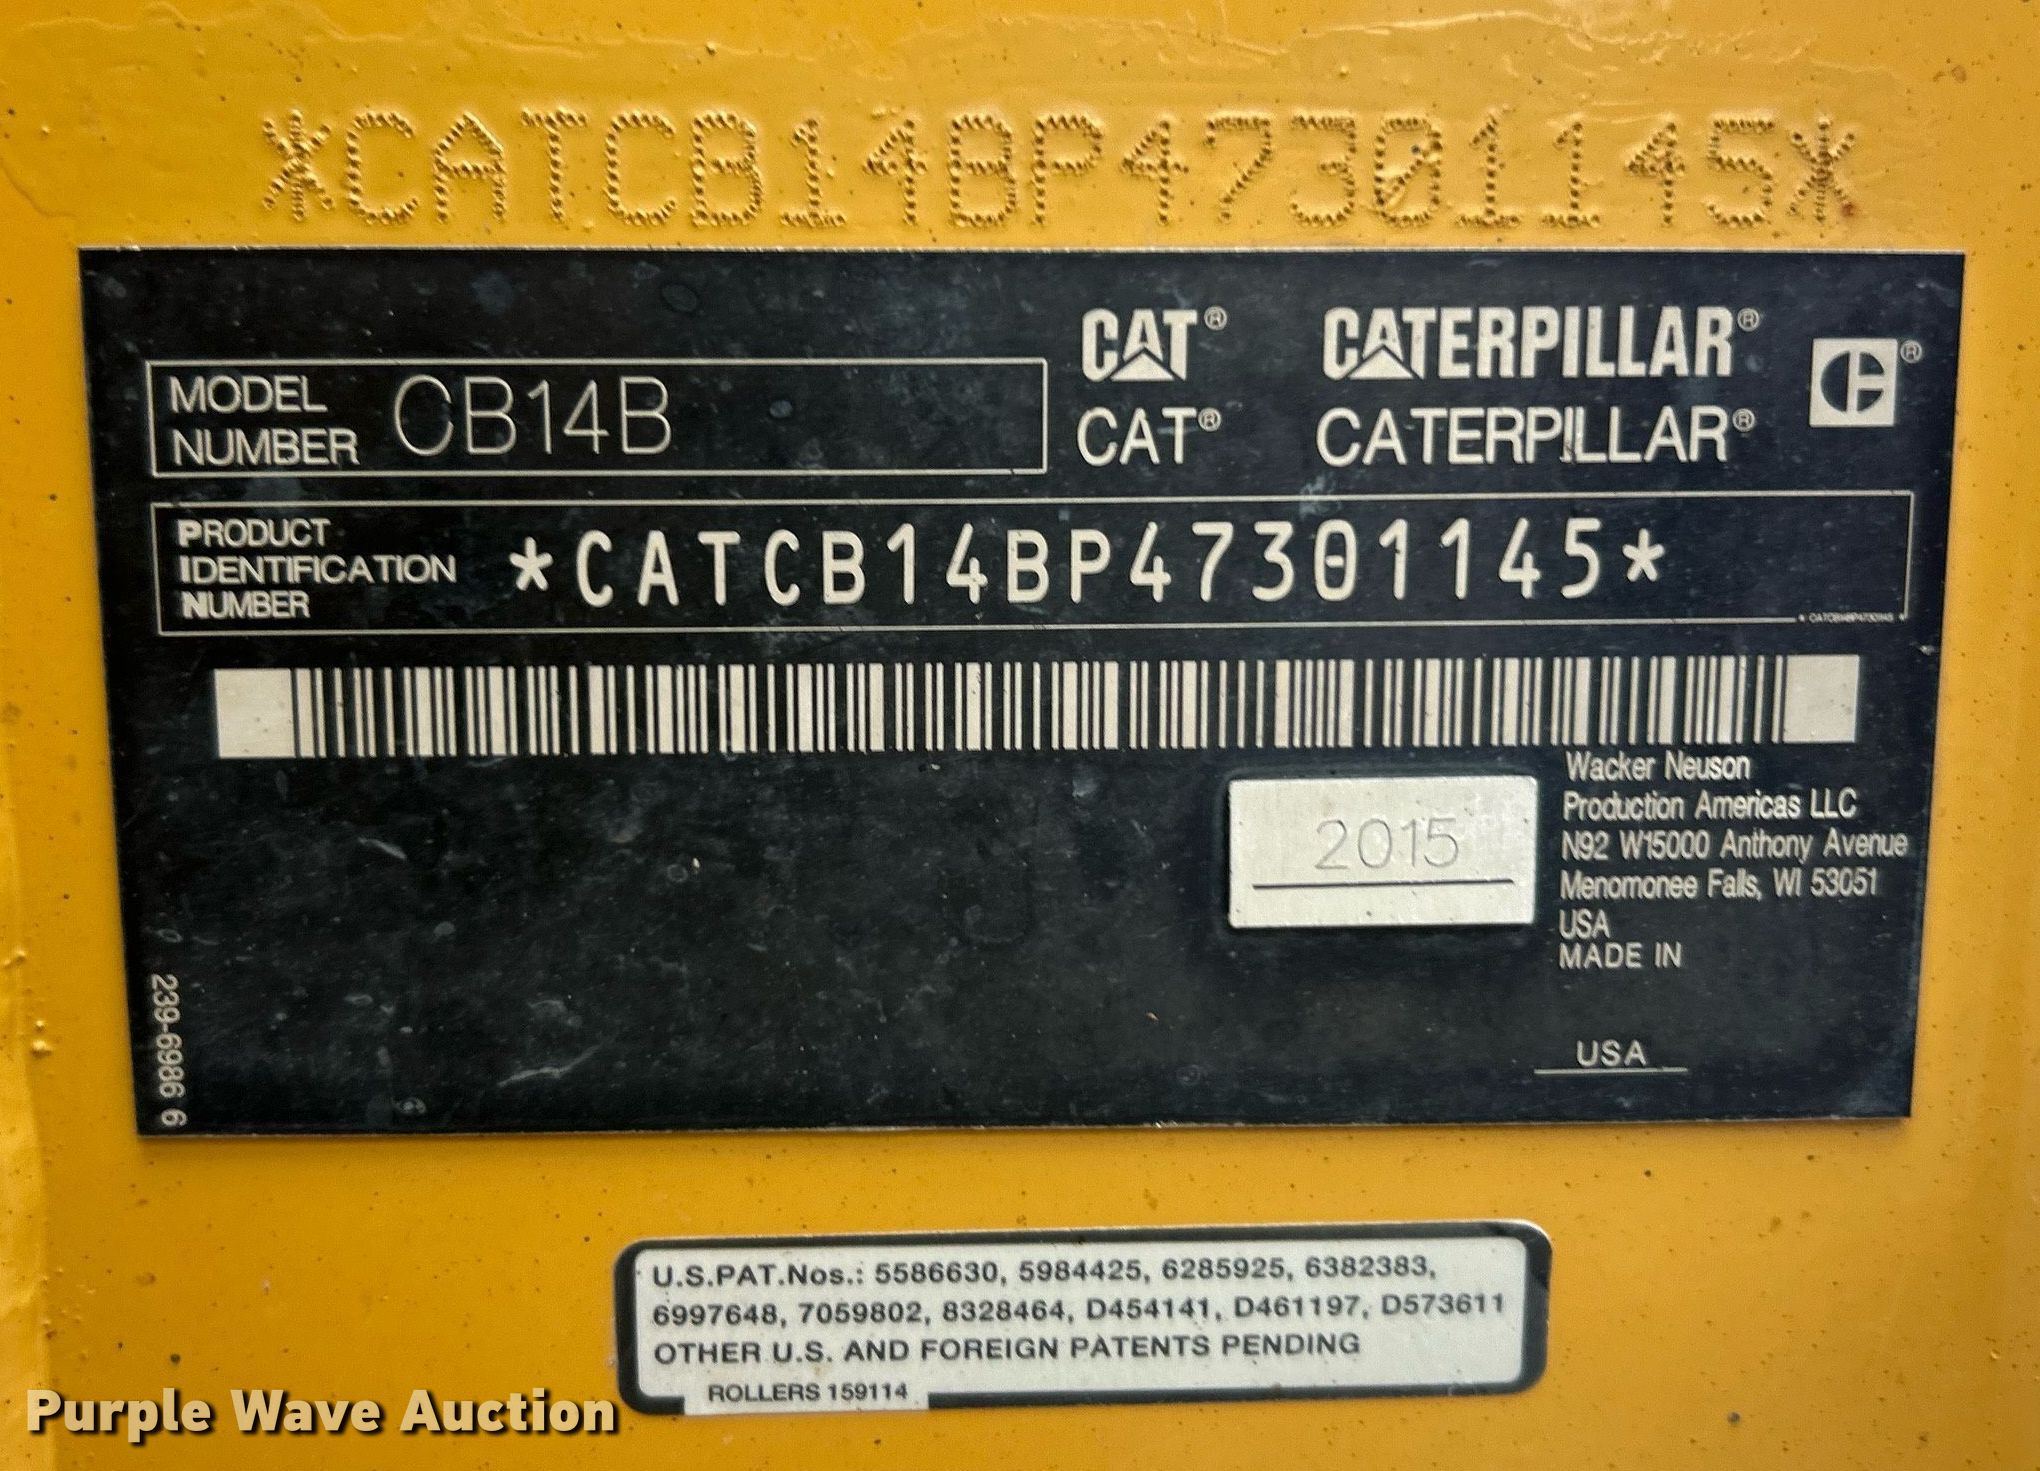 *CATCB14BP47301145*
MODEL NUMBER CB14B
CAT® CATERPILLAR®
CAT® CATERPILLAR®
PRODUCT IDENTIFICATION NUMBER *CATCB14BP47301145*
* CATCB14BP47301145 *
2015
Wacker Neuson
Production Americas LLC
N92 W15000 Anthony Avenue
Menomonee Falls, WI 53051
USA
MADE IN
USA
239-6986 6
U.S.PAT.Nos.: 5586630, 5984425, 6285925, 6382383,
6997648, 7059802, 8328464, D454141, D461197, D573611
OTHER U.S. AND FOREIGN PATENTS PENDING
ROLLERS 159114
Purple Wave Auction